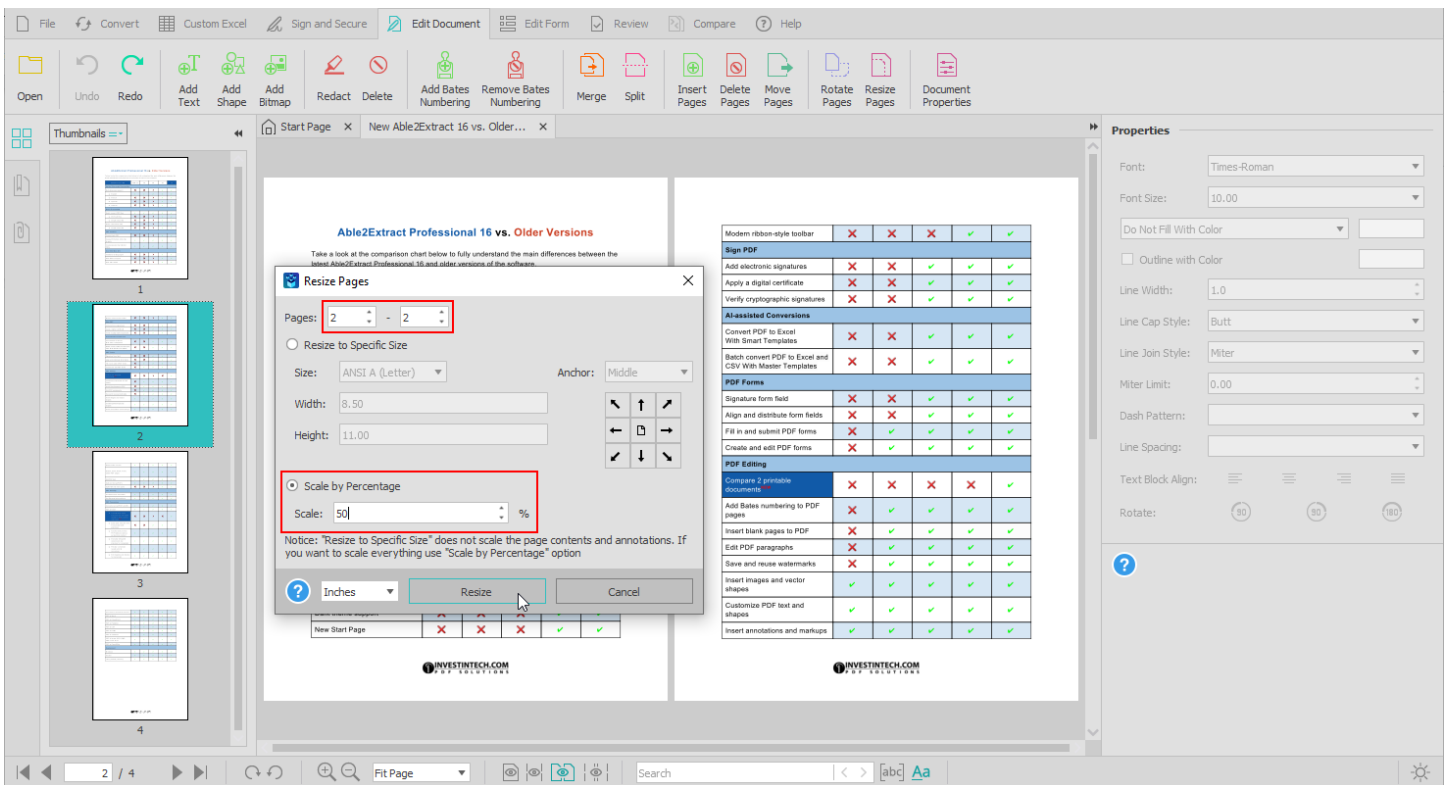 File Convert Custom Excel Sign and Secure Edit Document Edit Form Review Compare Help
Open Undo Redo Add Text Add Shape Add Bitmap Redact Delete Add Bates Numbering Remove Bates Numbering Merge Split Insert Pages Delete Pages Move Pages Rotate Pages Resize Pages Document Properties
Thumbnails
1
2
3
4
Start Page X New Able2Extract 16 vs. Older... X
Able2Extract Professional 16 vs. Older Versions
Take a look at the comparison chart below to fully understand the main differences between the
latest Able2Extract Professional 16 and older versions of the software.
Resize Pages
Pages: 2 - 2
Resize to Specific Size
Size: ANSI A (Letter) Anchor: Middle
Width: 8.50
Height: 11.00
Scale by Percentage
Scale: 50 %
Notice: "Resize to Specific Size" does not scale the page contents and annotations. If
you want to scale everything use "Scale by Percentage" option
? Inches Resize Cancel
New Start Page
INVESTINTECH.COM
PDF SOLUTIONS
Modern ribbon-style toolbar
Sign PDF
Add electronic signatures
Apply a digital certificate
Verify cryptographic signatures
AI-assisted Conversions
Convert PDF to Excel
With Smart Templates
Batch convert PDF to Excel and
CSV With Master Templates
PDF Forms
Signature form field
Align and distribute form fields
Fill in and submit PDF forms
Create and edit PDF forms
PDF Editing
Compare 2 printable
documents
Add Bates numbering to PDF
pages
Insert blank pages to PDF
Edit PDF paragraphs
Save and reuse watermarks
Insert images and vector
shapes
Customize PDF text and
shapes
Insert annotations and markups
INVESTINTECH.COM
PDF SOLUTIONS
Properties
Font: Times-Roman
Font Size: 10.00
Do Not Fill With Color
Outline with Color
Line Width: 1.0
Line Cap Style: Butt
Line Join Style: Miter
Miter Limit: 0.00
Dash Pattern:
Line Spacing:
Text Block Align:
Rotate: 90 90 180
?
2 / 4 Fit Page Search abc Aa